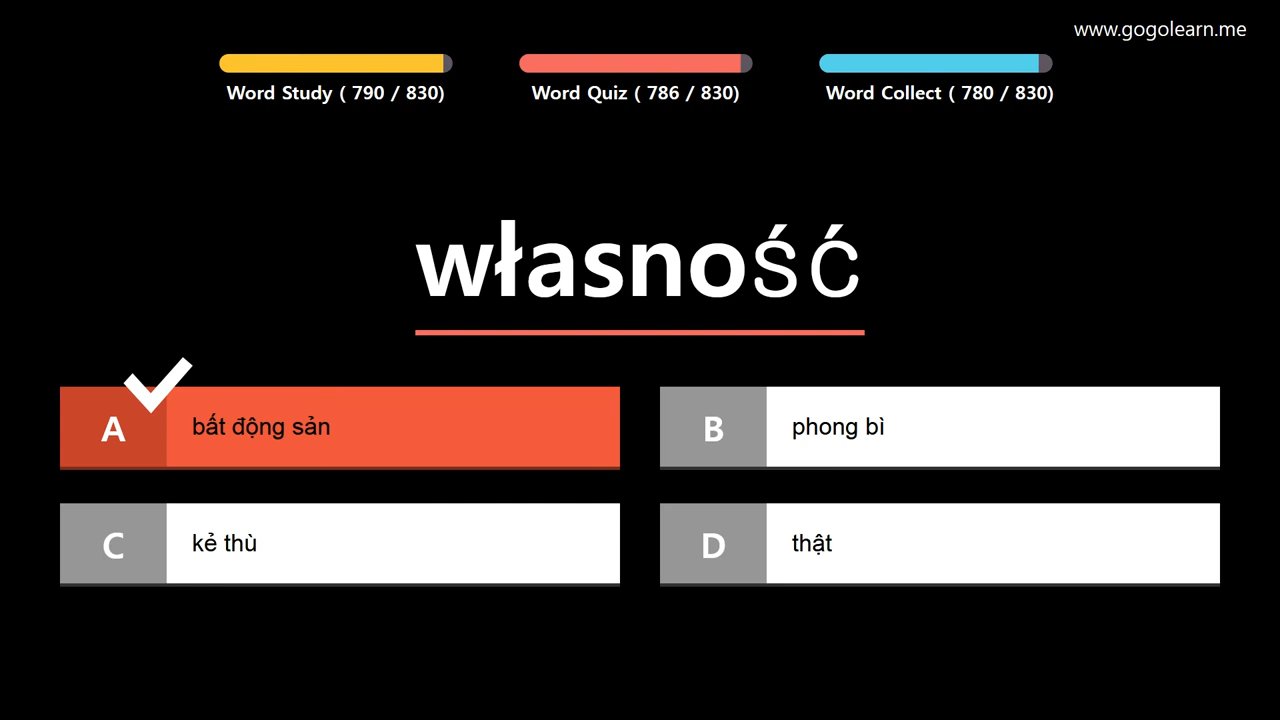 www.gogolearn.me
Word Study ( 790 / 830)
Word Quiz ( 786 / 830)
Word Collect ( 780 / 830)
własność
A
bất động sản
B
phong bì
C
kẻ thù
D
thật